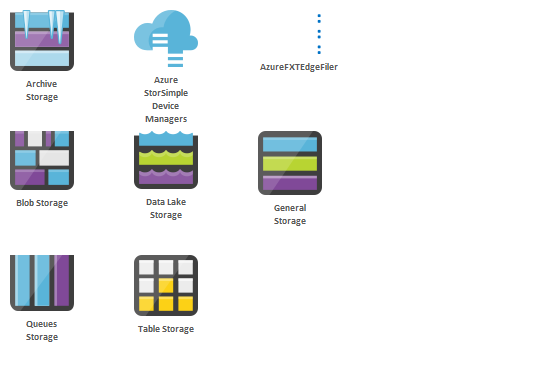 Archive
Storage
Azure
StorSimple
Device
Managers
AzureFXTEdgeFiler
Blob Storage
Data Lake
Storage
General
Storage
Queues
Storage
Table Storage